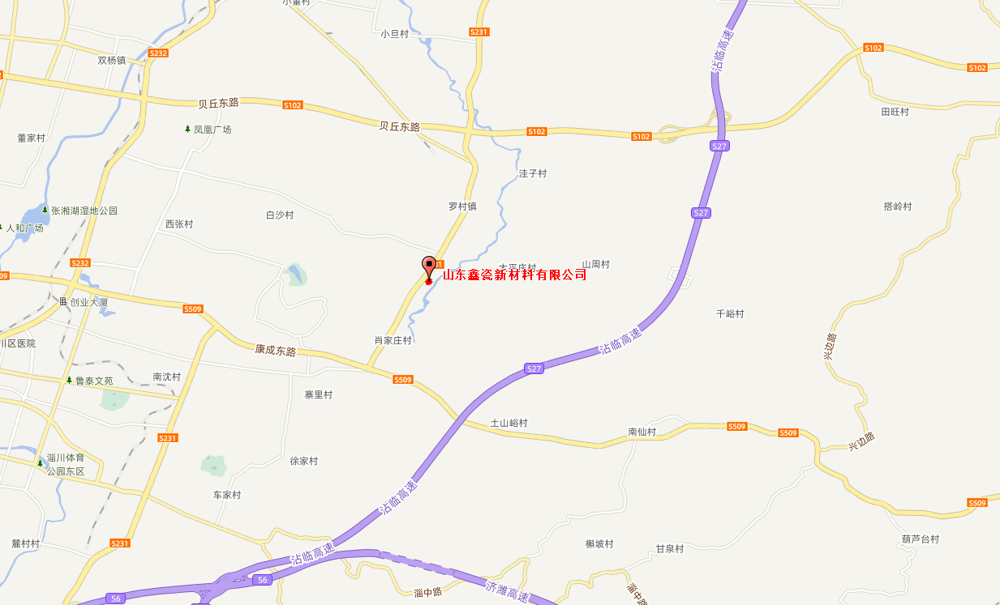 小董村
小旦村
S231
S232
双杨镇
沾临高速
S102
S102
贝丘东路
S102
贝丘东路
S102
S102
田旺村
凤凰广场
董家村
S27
洼子村
罗村镇
搭岭村
张湘湖湿地公园
白沙村
S27
西张村
人和广场
S232
太平庄村
山周村
山东鑫瓷新材料有限公司
创业大厦
S509
千峪村
川区医院
肖家庄村
康成东路
沾临高速
兴边路
S27
南沈村
鲁泰文苑
S509
寨里村
土山峪村
南仙村
S509
S509
S231
兴边路
淄川体育
公园东区
徐家村
车家村
沾临高速
S509
麓村村
S231
沾临高速
槲坡村
甘泉村
葫芦台村
S6
S6
淄中路
济潍高速
淄中路